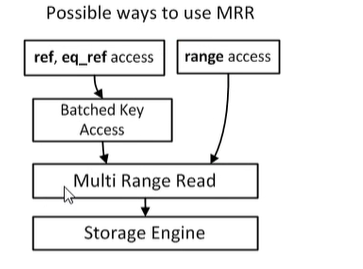 Possible ways to use MRR
ref, eq_ref access
range access
Batched Key
Access
Multi Range Read
Storage Engine